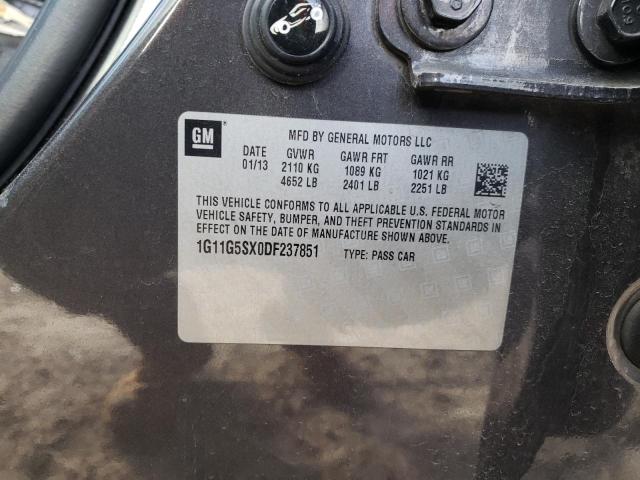 GM
MFD BY GENERAL MOTORS LLC
DATE GVWR GAWR FRT GAWR RR
01/13 2110 KG 1089 KG 1021 KG
4652 LB 2401 LB 2251 LB
THIS VEHICLE CONFORMS TO ALL APPLICABLE U.S. FEDERAL MOTOR
VEHICLE SAFETY, BUMPER, AND THEFT PREVENTION STANDARDS IN
EFFECT ON THE DATE OF MANUFACTURE SHOWN ABOVE.
1G11G5SX0DF237851 TYPE: PASS CAR